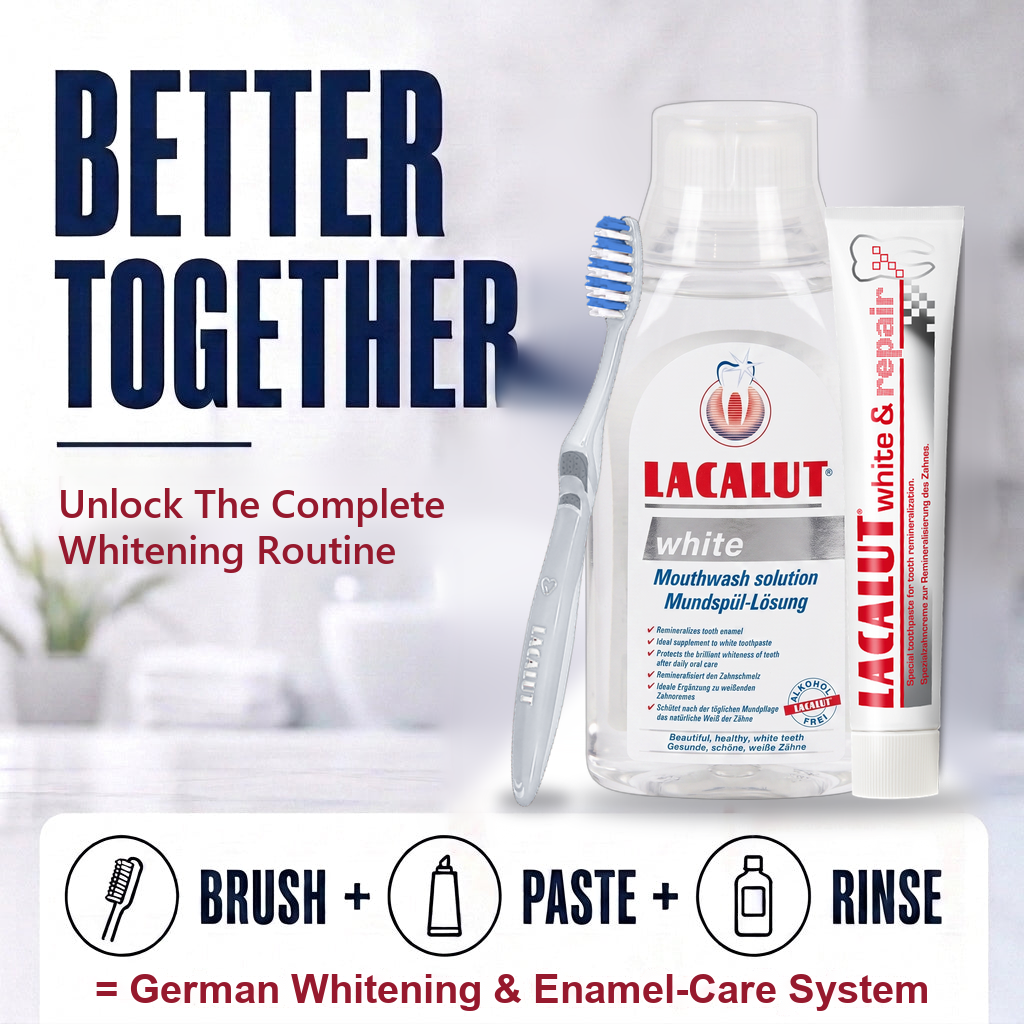 BETTER
TOGETHER
Unlock The Complete
Whitening Routine
LACALUT®
white
Mouthwash solution
Mundspül-Lösung
✓ Remineralizes tooth enamel
✓ Ideal supplement to white toothpaste
✓ Protects the brilliant whiteness of teeth
after daily oral care
✓ Remineralisiert den Zahnschmelz
✓ Ideale Ergänzung zu weißenden
Zahncremes
✓ Schützt nach der täglichen Mundpflege
das natürliche Weiß der Zähne
ALKOHOL
LACALUT
FREI
Beautiful, healthy, white teeth
Gesunde, schöne, weiße Zähne
LACALUT
LACALUT® white & repair
Special toothpaste for tooth remineralization.
Spezialzahncreme zur Remineralisierung des Zahnes.
BRUSH + PASTE + RINSE
= German Whitening & Enamel-Care System